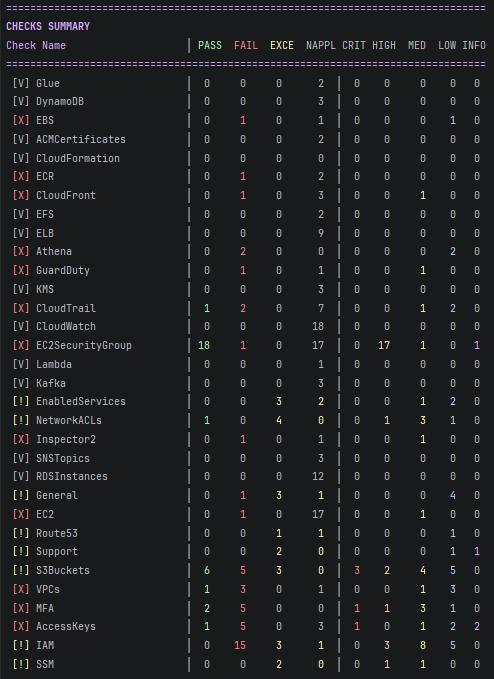 ================================================================================
CHECKS SUMMARY
Check Name | PASS FAIL EXCE NAPPL CRIT HIGH MED LOW INFO
================================================================================
[V] Glue | 0 0 0 2 | 0 0 0 0 0
[V] DynamoDB | 0 0 0 3 | 0 0 0 0 0
[X] EBS | 0 1 0 1 | 0 0 0 1 0
[V] ACMCertificates | 0 0 0 2 | 0 0 0 0 0
[V] CloudFormation | 0 0 0 0 | 0 0 0 0 0
[X] ECR | 0 1 0 2 | 0 0 0 0 0
[X] CloudFront | 0 1 0 3 | 0 0 1 0 0
[V] EFS | 0 0 0 2 | 0 0 0 0 0
[V] ELB | 0 0 0 9 | 0 0 0 0 0
[X] Athena | 0 2 0 0 | 0 0 0 2 0
[X] GuardDuty | 0 1 0 1 | 0 0 1 0 0
[V] KMS | 0 0 0 3 | 0 0 0 0 0
[X] CloudTrail | 1 2 0 7 | 0 0 1 2 0
[V] CloudWatch | 0 0 0 18 | 0 0 0 0 0
[X] EC2SecurityGroup | 18 1 0 17 | 0 17 1 0 1
[V] Lambda | 0 0 0 1 | 0 0 0 0 0
[V] Kafka | 0 0 0 3 | 0 0 0 0 0
[!] EnabledServices | 0 0 3 2 | 0 0 1 2 0
[!] NetworkACLs | 1 0 4 0 | 0 1 3 1 0
[X] Inspector2 | 0 1 0 1 | 0 0 1 0 0
[V] SNSTopics | 0 0 0 3 | 0 0 0 0 0
[V] RDSInstances | 0 0 0 12 | 0 0 0 0 0
[!] General | 0 1 3 1 | 0 0 0 4 0
[X] EC2 | 0 1 0 17 | 0 0 1 0 0
[!] Route53 | 0 0 1 1 | 0 0 0 1 0
[!] Support | 0 0 2 0 | 0 0 0 1 1
[!] S3Buckets | 6 5 3 0 | 3 2 4 5 0
[X] VPCs | 1 3 0 1 | 0 0 1 3 0
[X] MFA | 2 5 0 0 | 1 1 3 1 0
[X] AccessKeys | 1 5 0 3 | 1 0 1 2 2
[!] IAM | 0 15 3 1 | 0 3 8 5 0
[!] SSM | 0 0 2 0 | 0 1 1 0 0